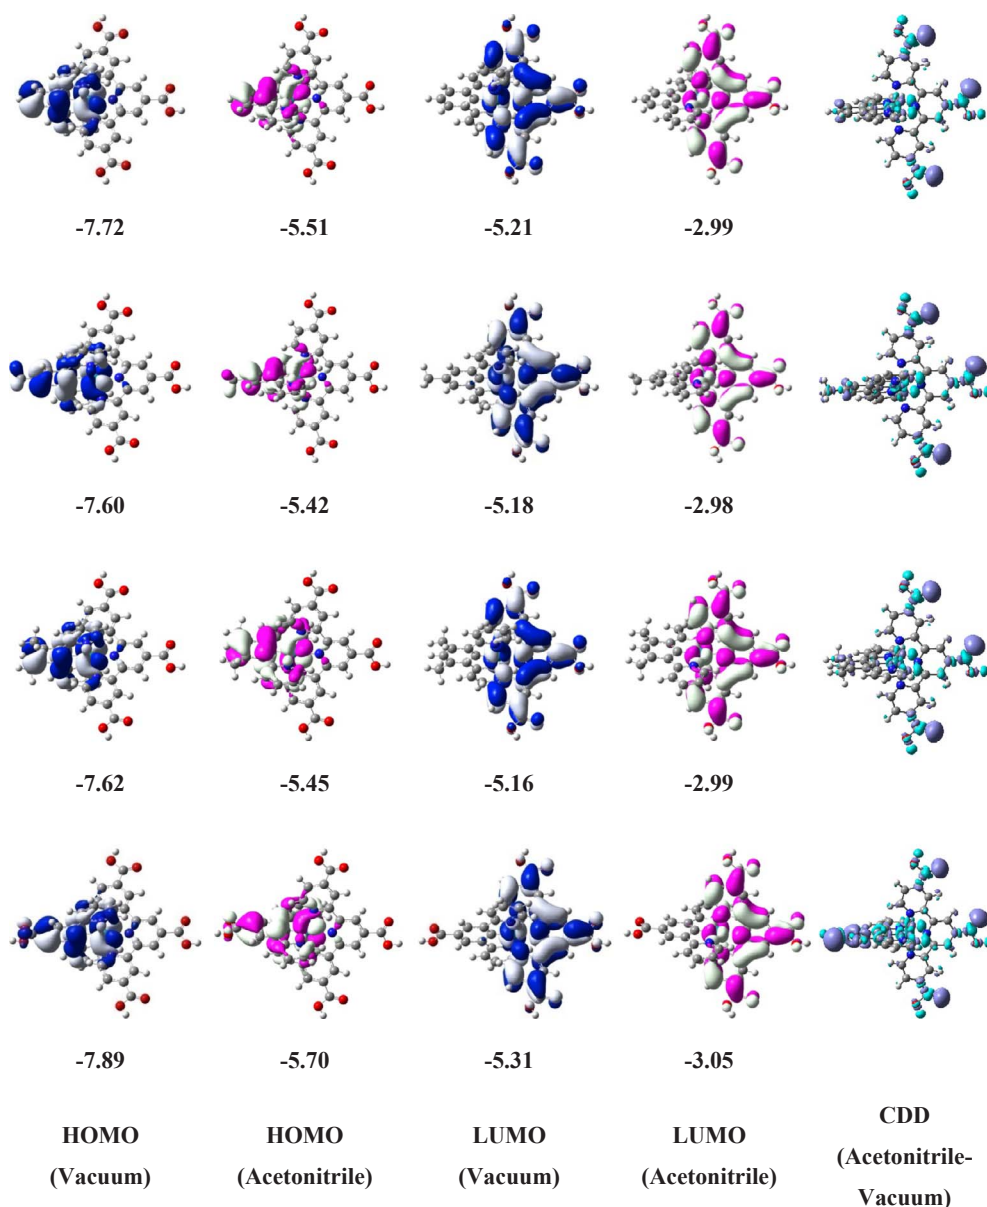 -7.72 -5.51 -5.21 -2.99
-7.60 -5.42 -5.18 -2.98
-7.62 -5.45 -5.16 -2.99
-7.89 -5.70 -5.31 -3.05
HOMO HOMO LUMO LUMO CDD
(Vacuum) (Acetonitrile) (Vacuum) (Acetonitrile) (Acetonitrile-
Vacuum)